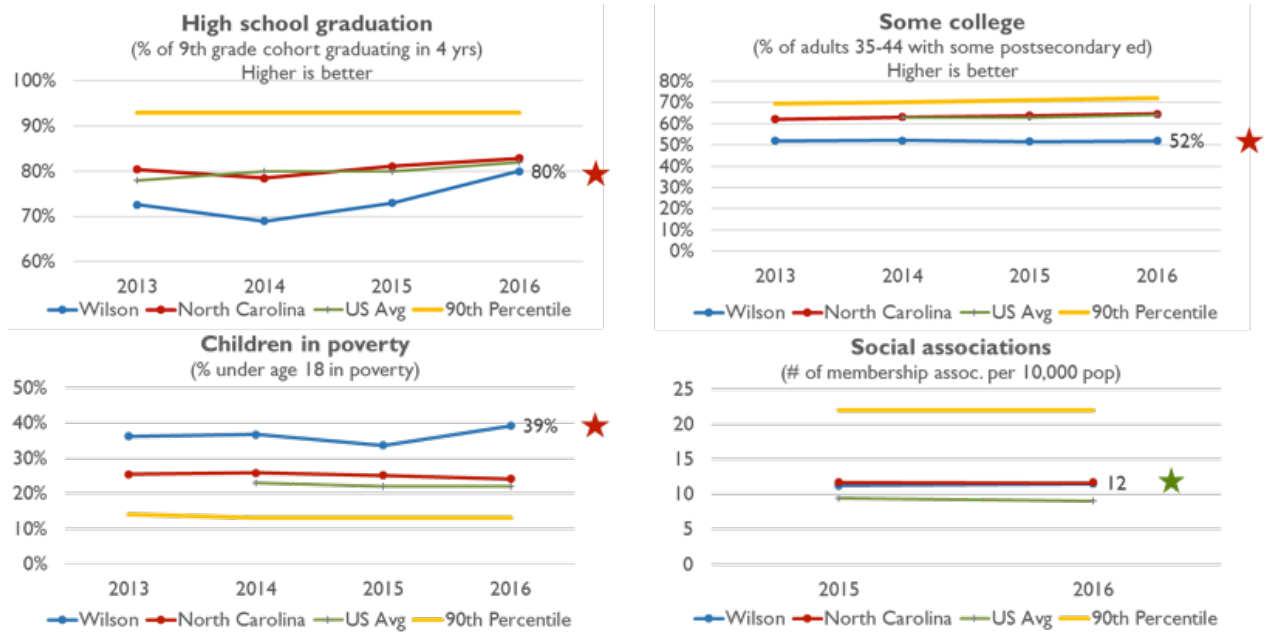 High school graduation
(% of 9th grade cohort graduating in 4 yrs)
Higher is better
100%
90%
80%
70%
60%
80%
2013 2014 2015 2016
Wilson North Carolina US Avg 90th Percentile
Some college
(% of adults 35-44 with some postsecondary ed)
Higher is better
80%
70%
60%
50%
40%
30%
20%
10%
0%
52%
2013 2014 2015 2016
Wilson North Carolina US Avg 90th Percentile
Children in poverty
(% under age 18 in poverty)
50%
40%
30%
20%
10%
0%
39%
2013 2014 2015 2016
Wilson North Carolina US Avg 90th Percentile
Social associations
(# of membership assoc. per 10,000 pop)
25
20
15
10
5
0
12
2015 2016
Wilson North Carolina US Avg 90th Percentile